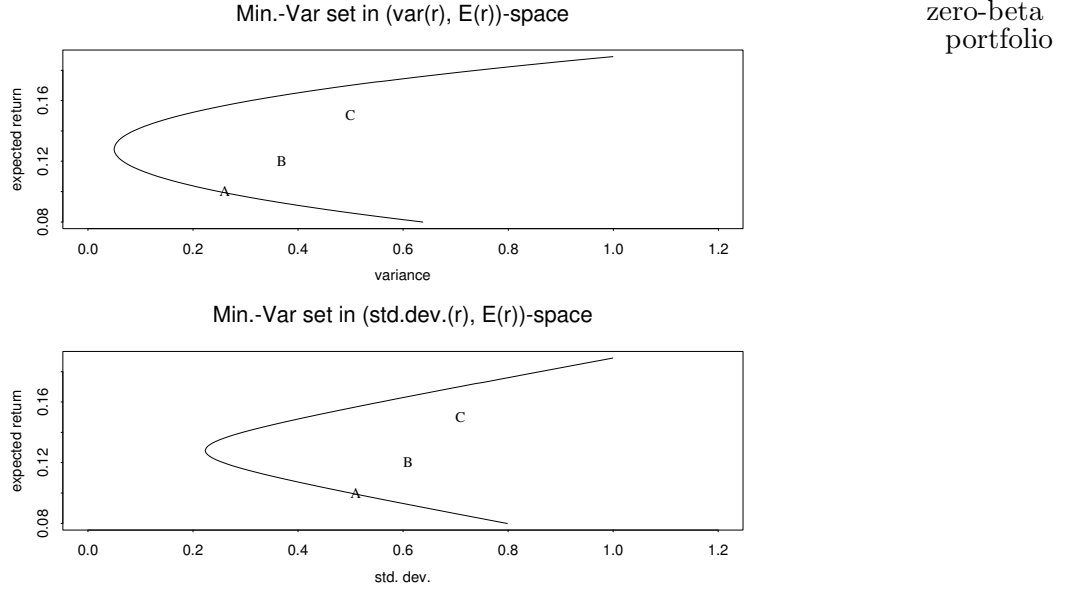 Min.-Var set in (var(r), E(r))-space
zero-beta
portfolio
expected return
0.16
0.12
0.08
C
B
A
0.0 0.2 0.4 0.6 0.8 1.0 1.2
variance
Min.-Var set in (std.dev.(r), E(r))-space
expected return
0.16
0.12
0.08
C
B
A
0.0 0.2 0.4 0.6 0.8 1.0 1.2
std. dev.